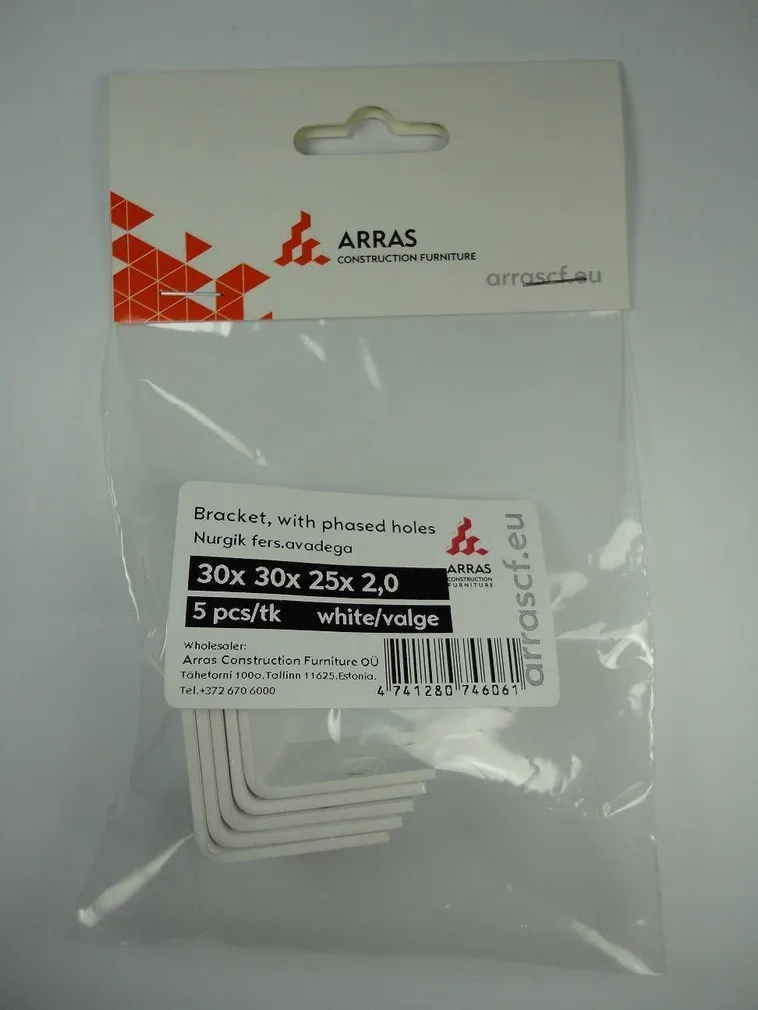 ARRAS
CONSTRUCTION FURNITURE
arrascf.eu
Bracket, with phased holes
Nurgik fers.avadega
30x 30x 25x 2,0
5 pcs/tk white/valge
ARRAS
CONSTRUCTION
FURNITURE
arrascf.eu
Wholesaler:
Arras Construction Furniture OÜ
Tähetorni 100a,Tallinn 11625,Estonia.
Tel.+372 670 6000
4 741280 746061